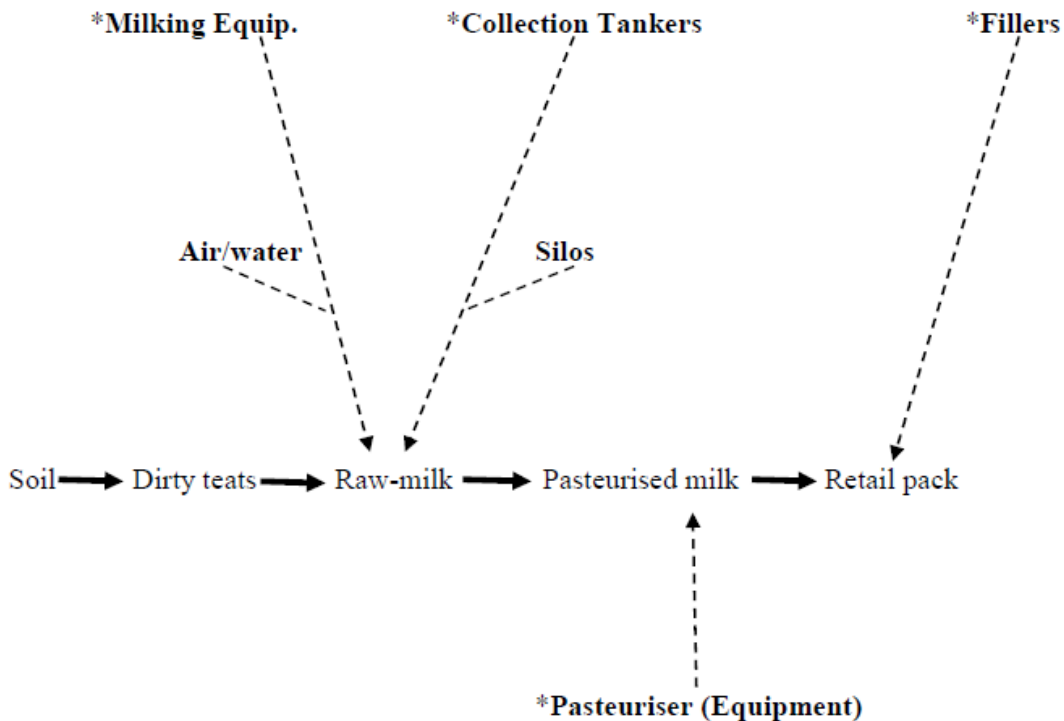 *Milking Equip.
*Collection Tankers
*Fillers
Air/water
Silos
Soil
Dirty teats
Raw-milk
Pasteurised milk
Retail pack
*Pasteuriser (Equipment)